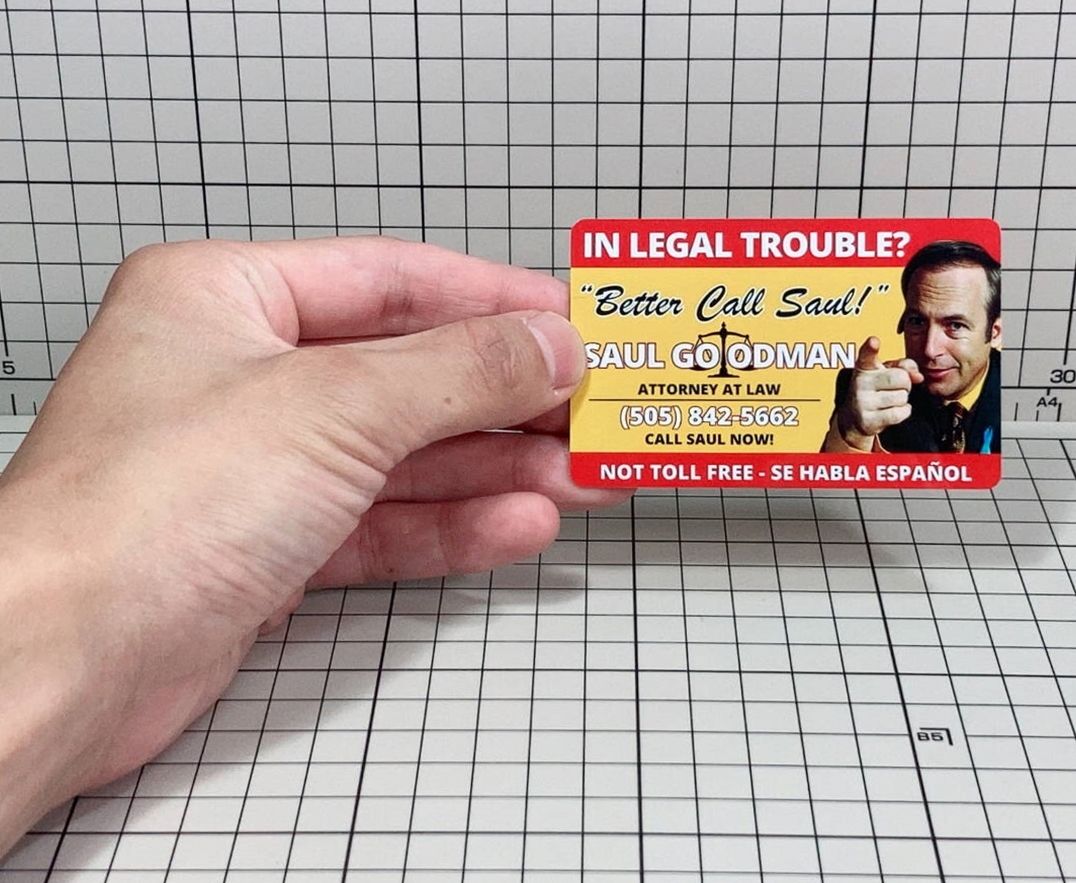 IN LEGAL TROUBLE?
“Better Call Saul!”
SAUL GOODMAN
ATTORNEY AT LAW
(505) 842-5662
CALL SAUL NOW!
NOT TOLL FREE - SE HABLA ESPAÑOL
5
30
A4
B5